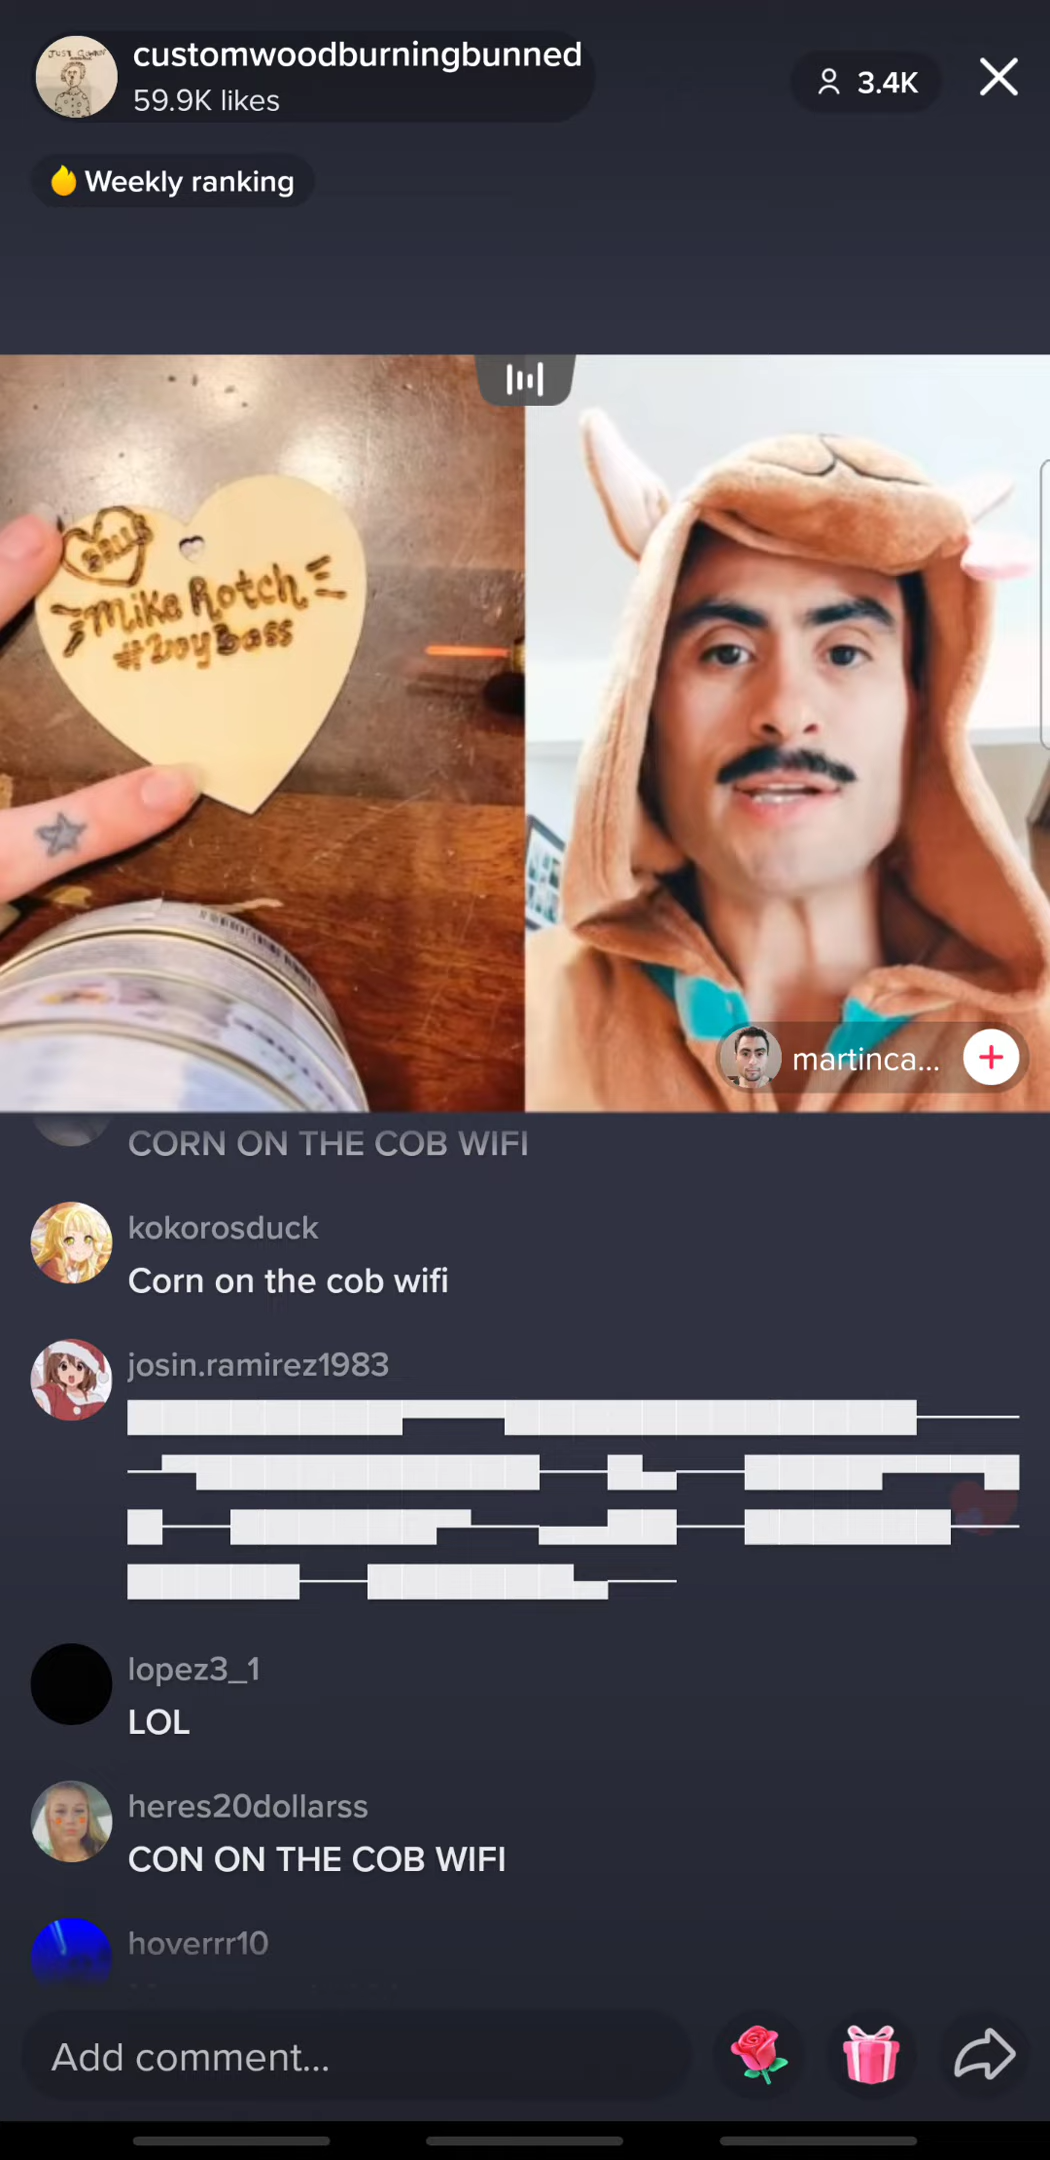 customwoodburningbunned
59.9K likes
3.4K
Weekly ranking
Mike Rotch
martinca...
CORN ON THE COB WIFI
kokorosduck
Corn on the cob wifi
josin.ramirez1983
lopez3_1
LOL
heres20dollarss
CON ON THE COB WIFI
hoverrr10
Add comment...